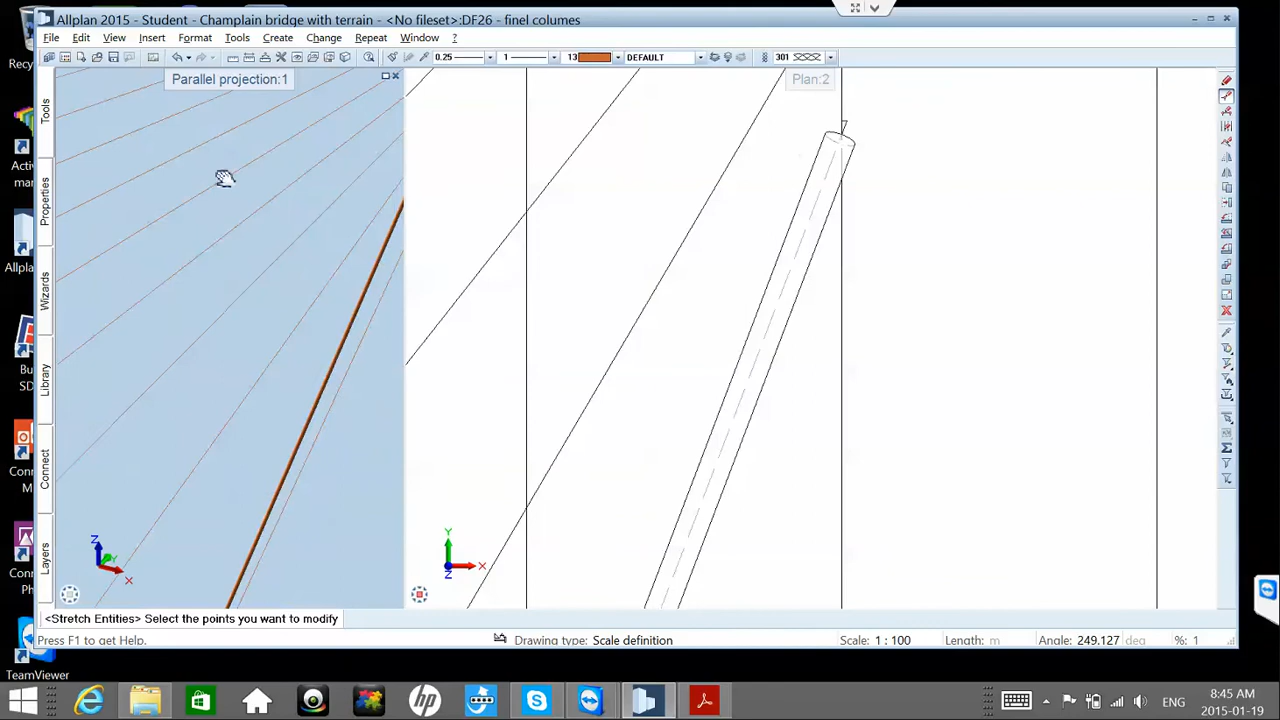 Allplan 2015 - Student - Champlain bridge with terrain - <No fileset>:DF26 - finel columes
File Edit View Insert Format Tools Create Change Repeat Window ?
0.25 1 13 DEFAULT 301
Parallel projection:1
Plan:2
Tools
Properties
Wizards
Library
Connect
Layers
Z Y X
Y X Z
<Stretch Entities> Select the points you want to modify
Press F1 to get Help.
Drawing type: Scale definition
Scale: 1 : 100
Length: m
Angle: 249.127 deg
%: 1
TeamViewer
hp
8:45 AM
ENG
2015-01-19